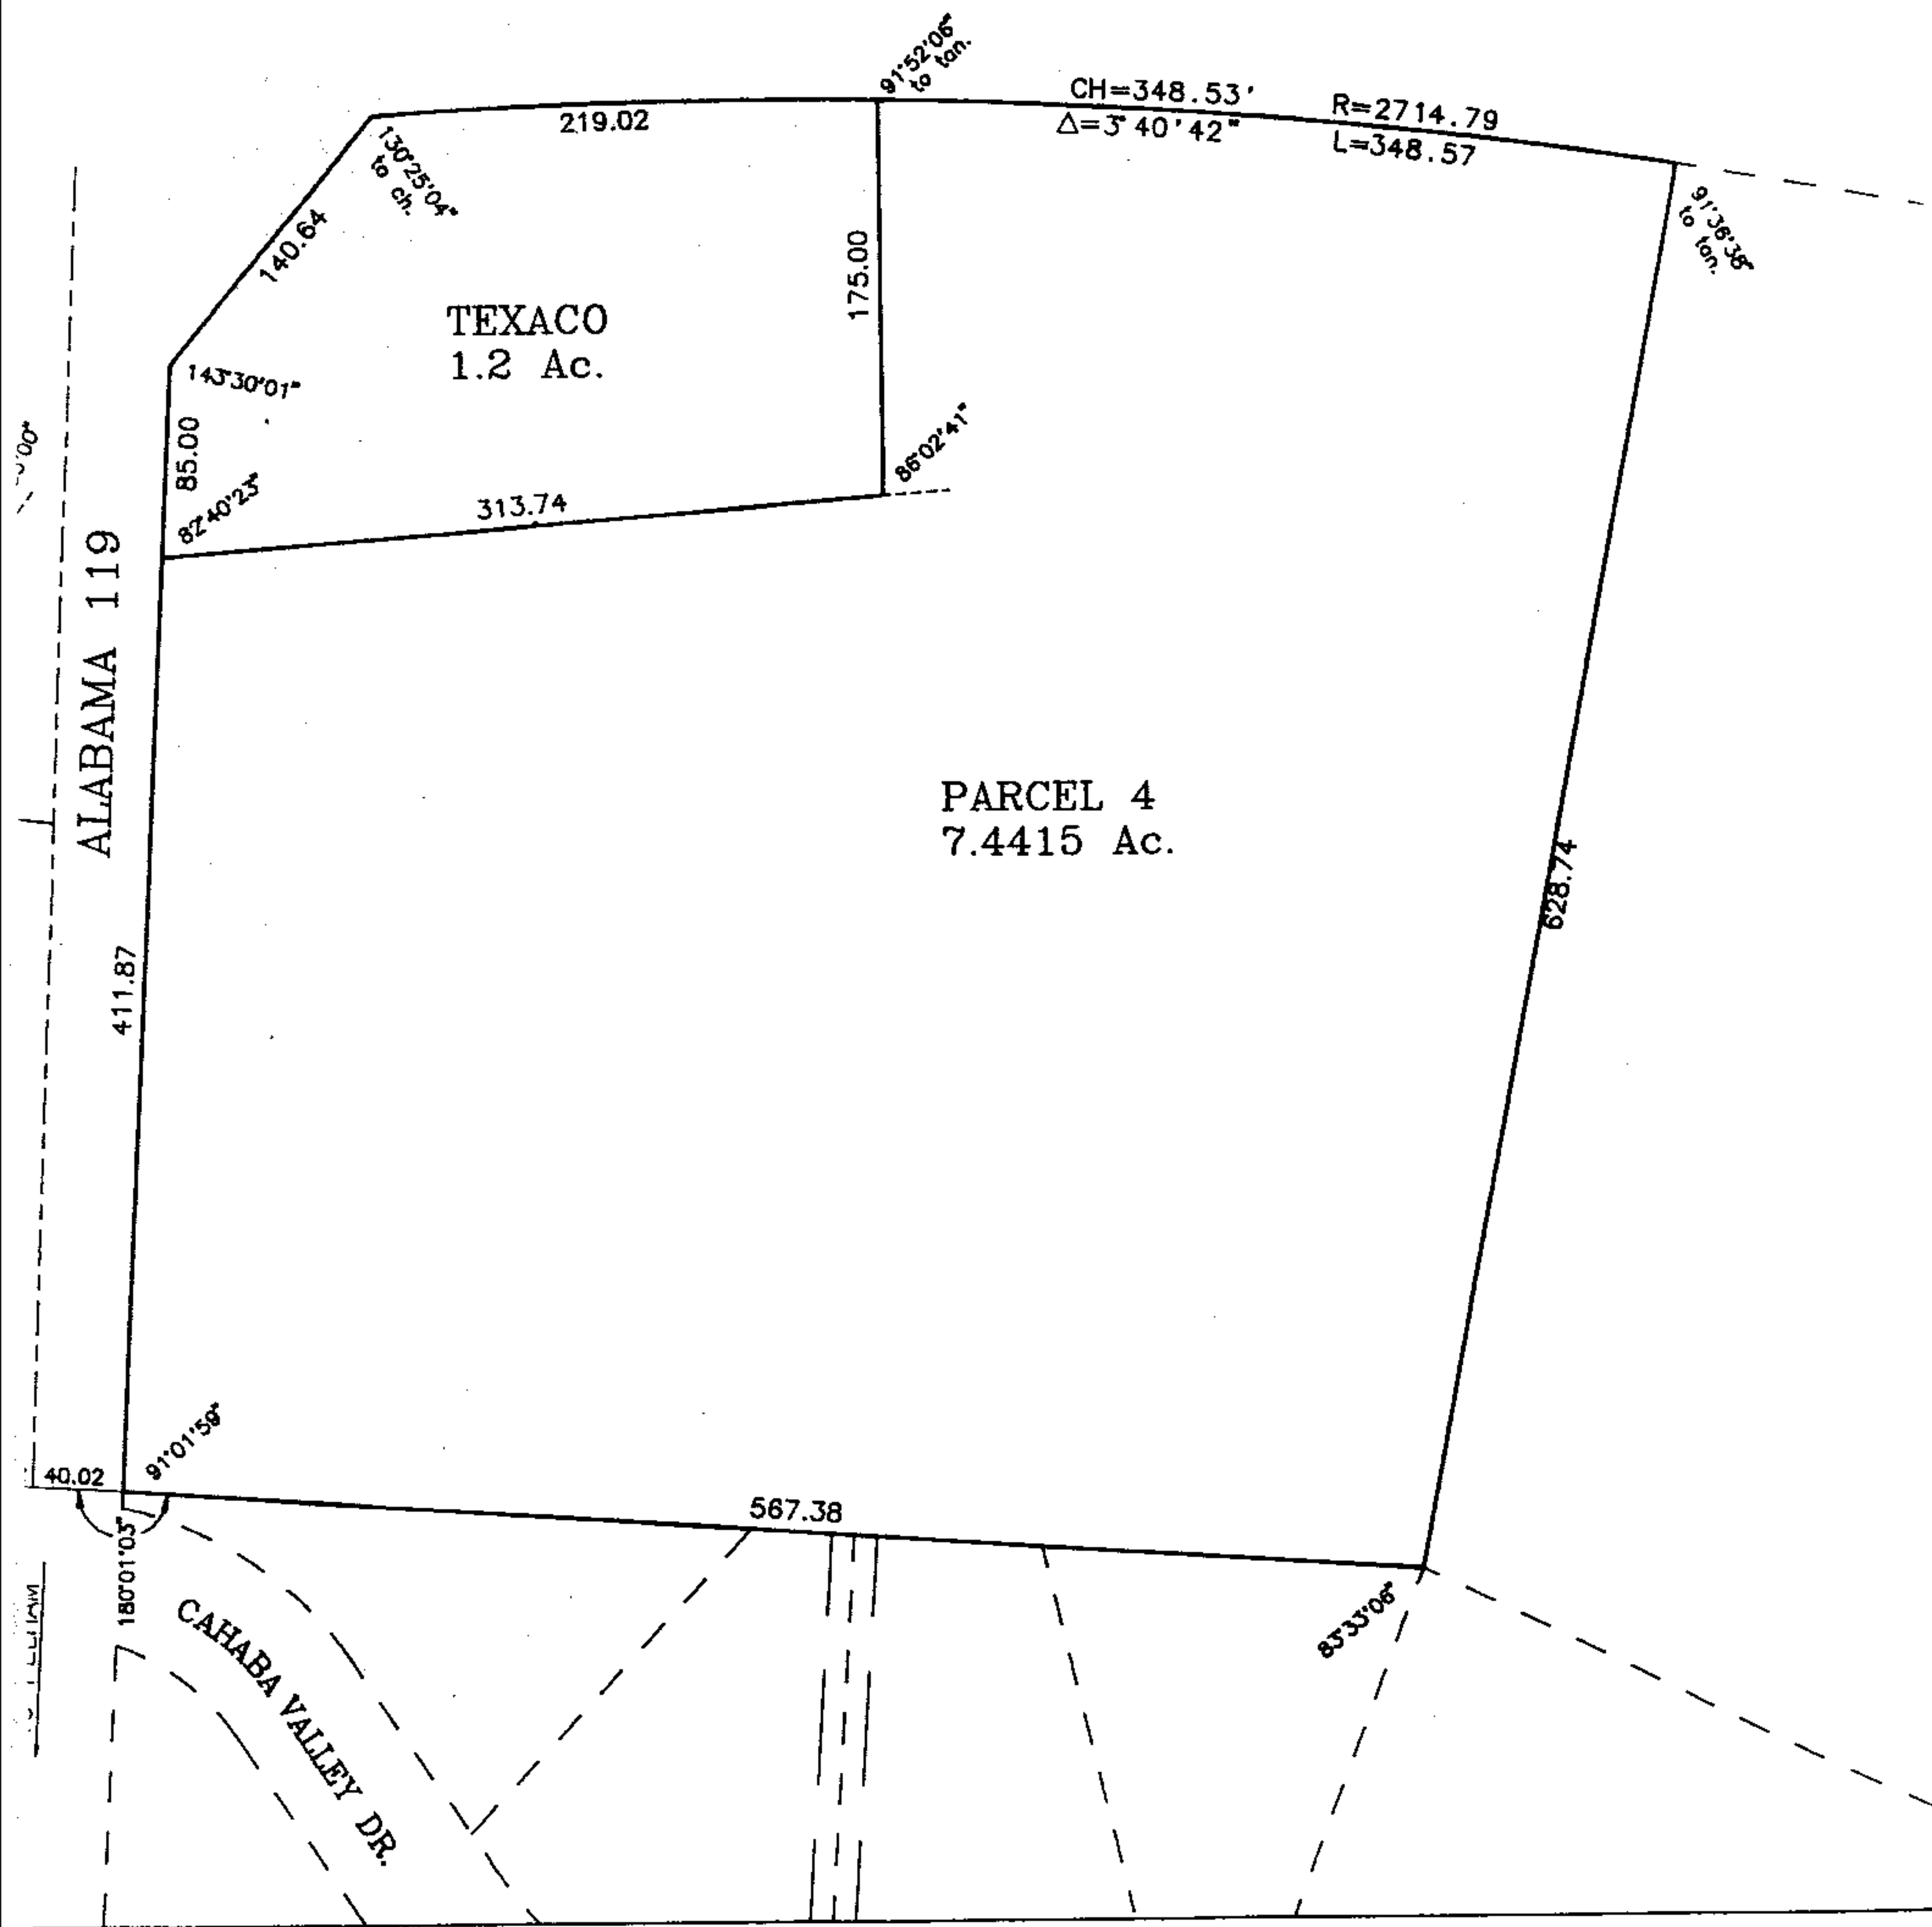 91°52'06"
to tan.
CH=348.53'
Δ=3°40'42"
R=2714.79
L=348.57
219.02
130°25'04"
to ch.
91°36'38"
to tan.
140.64
175.00
TEXACO
1.2 Ac.
143°30'01"
85.00
82°40'23"
86°02'41"
313.74
ALABAMA 119
PARCEL 4
7.4415 Ac.
628.74
411.87
91°01'59"
40.02
567.38
180°01'03"
83°33'06"
CAHABA VALLEY DR.